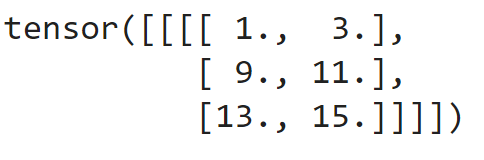 tensor([[[[ 1.,  3.],
          [ 9., 11.],
          [13., 15.]]]])